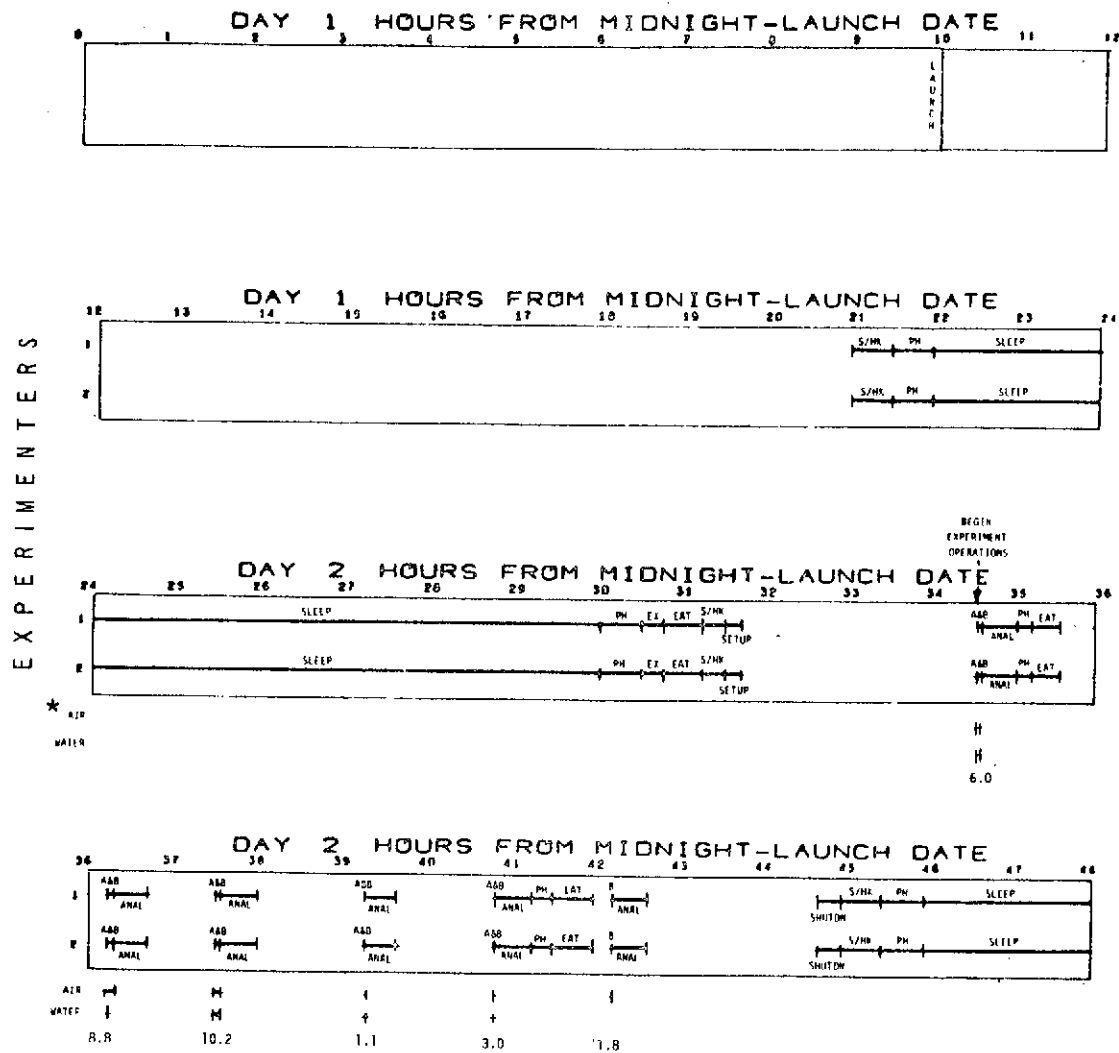 DAY 1 HOURS FROM MIDNIGHT-LAUNCH DATE
0 1 2 3 4 5 6 7 8 9 10 11 12
LAUNCH
EXPERIMENTERS
DAY 1 HOURS FROM MIDNIGHT-LAUNCH DATE
12 13 14 15 16 17 18 19 20 21 22 23 24
1 S/HK PH SLEEP
2 S/HK PH SLEEP
BEGIN
EXPERIMENT
OPERATIONS
DAY 2 HOURS FROM MIDNIGHT-LAUNCH DATE
24 25 26 27 28 29 30 31 32 33 34 35 36
1 SLEEP PH EX EAT S/HK A&B PH EAT
SETUP ANAL
2 SLEEP PH EX EAT S/HK A&B PH EAT
SETUP ANAL
* AIR
WATER
6.0
DAY 2 HOURS FROM MIDNIGHT-LAUNCH DATE
36 37 38 39 40 41 42 43 44 45 46 47 48
1 A&B A&B A&B A&B PH EAT B S/HK PH SLEEP
ANAL ANAL ANAL ANAL ANAL SHUTDN
2 A&B A&B A&B A&B PH EAT B S/HK PH SLEEP
ANAL ANAL ANAL ANAL ANAL SHUTDN
AIR
WATER
8.8 10.2 1.1 3.0 1.8